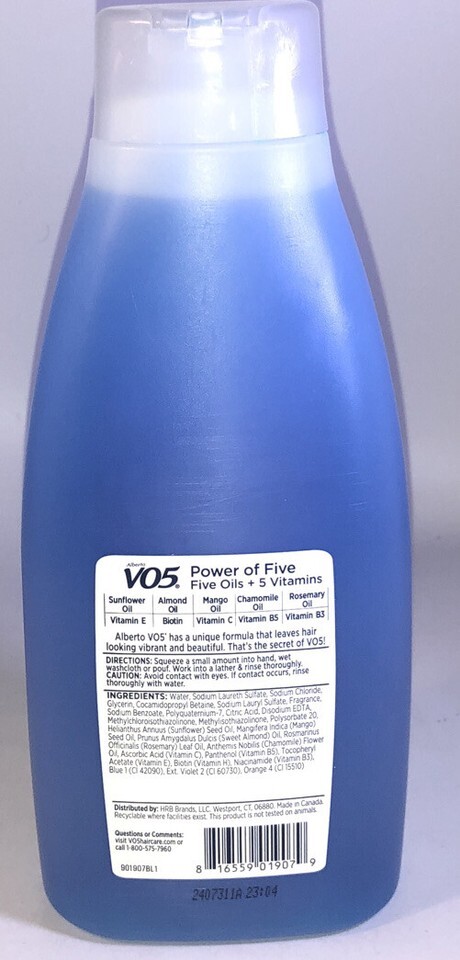 Alberto
VO5® Power of Five
Five Oils + 5 Vitamins
Sunflower Oil Almond Oil Mango Oil Chamomile Oil Rosemary Oil
Vitamin E Biotin Vitamin C Vitamin B5 Vitamin B3
Alberto VO5® has a unique formula that leaves hair
looking vibrant and beautiful. That's the secret of VO5!
DIRECTIONS: Squeeze a small amount into hand, wet
washcloth or pouf. Work into a lather & rinse thoroughly.
CAUTION: Avoid contact with eyes. If contact occurs, rinse
thoroughly with water.
INGREDIENTS: Water, Sodium Laureth Sulfate, Sodium Chloride,
Glycerin, Cocamidopropyl Betaine, Sodium Lauryl Sulfate, Fragrance,
Sodium Benzoate, Polyquaternium-7, Citric Acid, Disodium EDTA,
Methylchloroisothiazolinone, Methylisothiazolinone, Polysorbate 20,
Helianthus Annuus (Sunflower) Seed Oil, Mangifera Indica (Mango)
Seed Oil, Prunus Amygdalus Dulcis (Sweet Almond) Oil, Rosmarinus
Officinalis (Rosemary) Leaf Oil, Anthemis Nobilis (Chamomile) Flower
Oil, Ascorbic Acid (Vitamin C), Panthenol (Vitamin B5), Tocopheryl
Acetate (Vitamin E), Biotin (Vitamin H), Niacinamide (Vitamin B3),
Blue 1 (CI 42090), Ext. Violet 2 (CI 60730), Orange 4 (CI 15510)
Distributed by: HRB Brands, LLC, Westport, CT, 06880. Made in Canada.
Recyclable where facilities exist. This product is not tested on animals.
Questions or Comments:
visit VO5haircare.com or
call 1-800-575-7960
901907BL1
8 16559 01907 9
2407311A 23:04